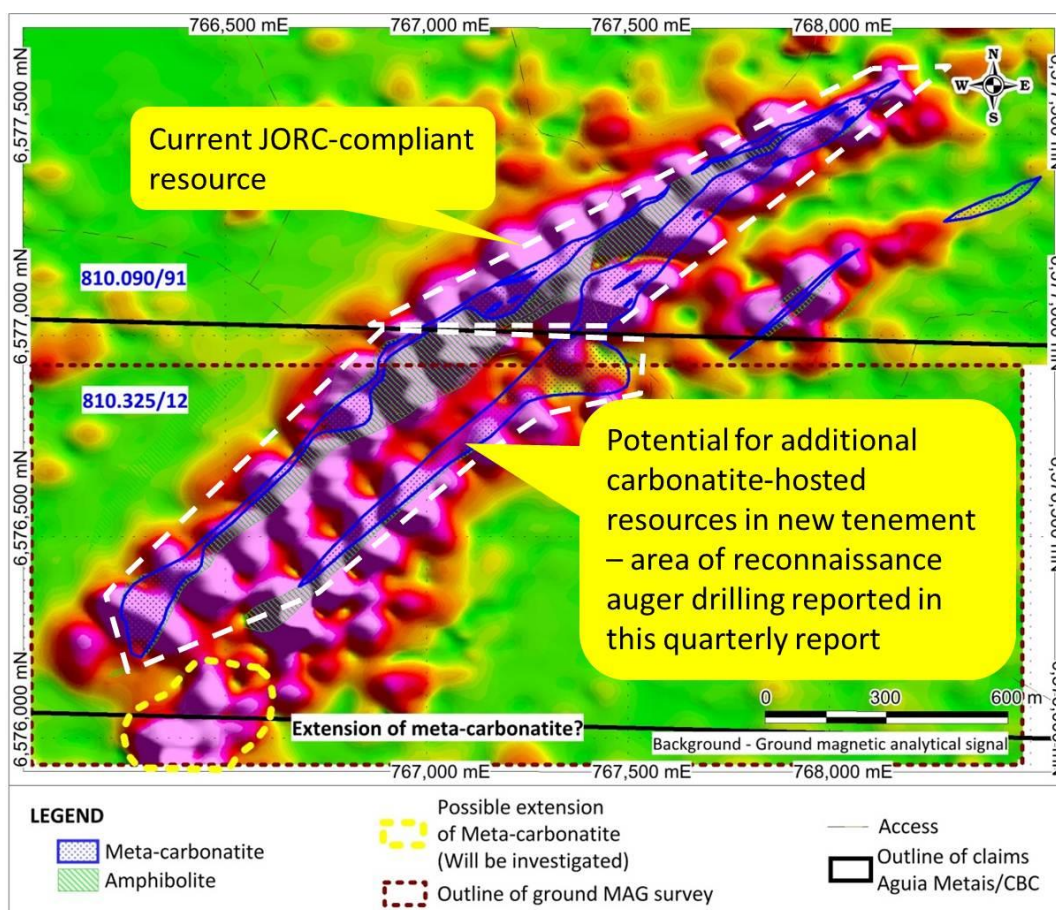 766,500 mE
767,000 mE
767,500 mE
768,000 mE
6,577,500 mN
N
W
E
S
Current JORC-compliant
resource
810.090/91
6,577,000 mN
810.325/12
Potential for additional
carbonatite-hosted
resources in new tenement
– area of reconnaissance
auger drilling reported in
this quarterly report
6,576,500 mN
6,576,000 mN
0
300
600 m
Extension of meta-carbonatite?
Background - Ground magnetic analytical signal
767,000 mE
767,500 mE
768,000 mE
LEGEND
Meta-carbonatite
Amphibolite
Possible extension
of Meta-carbonatite
(Will be investigated)
Outline of ground MAG survey
Access
Outline of claims
Aguia Metais/CBC